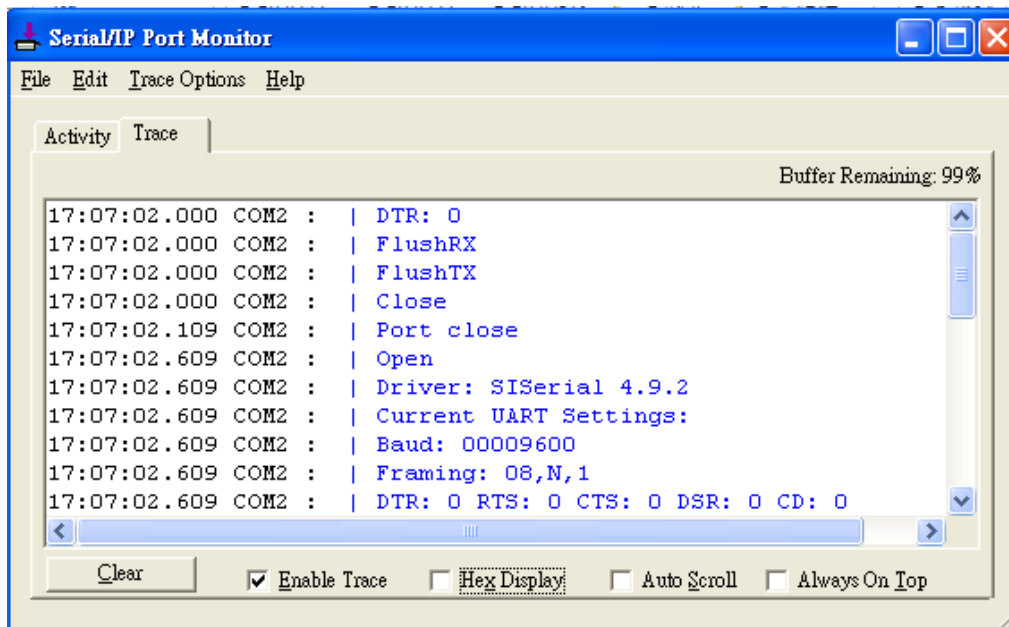 Serial/IP Port Monitor
File Edit Trace Options Help
Activity Trace
Buffer Remaining: 99%
17:07:02.000 COM2 : | DTR: 0
17:07:02.000 COM2 : | FlushRX
17:07:02.000 COM2 : | FlushTX
17:07:02.000 COM2 : | Close
17:07:02.109 COM2 : | Port close
17:07:02.609 COM2 : | Open
17:07:02.609 COM2 : | Driver: SISerial 4.9.2
17:07:02.609 COM2 : | Current UART Settings:
17:07:02.609 COM2 : | Baud: 00009600
17:07:02.609 COM2 : | Framing: 08,N,1
17:07:02.609 COM2 : | DTR: 0 RTS: 0 CTS: 0 DSR: 0 CD: 0
Clear Enable Trace Hex Display Auto Scroll Always On Top